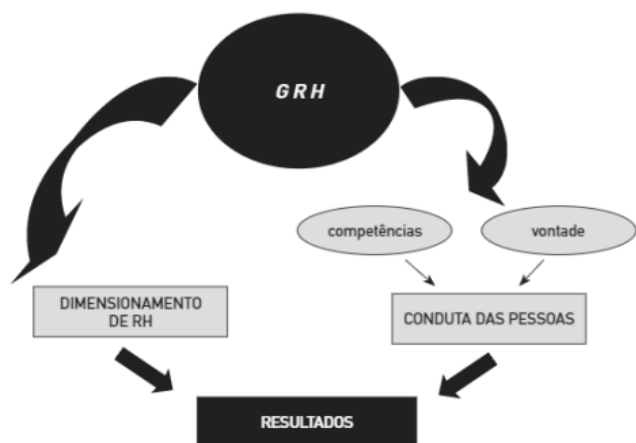 GRH
competências
vontade
DIMENSIONAMENTO
DE RH
CONDUTA DAS PESSOAS
RESULTADOS